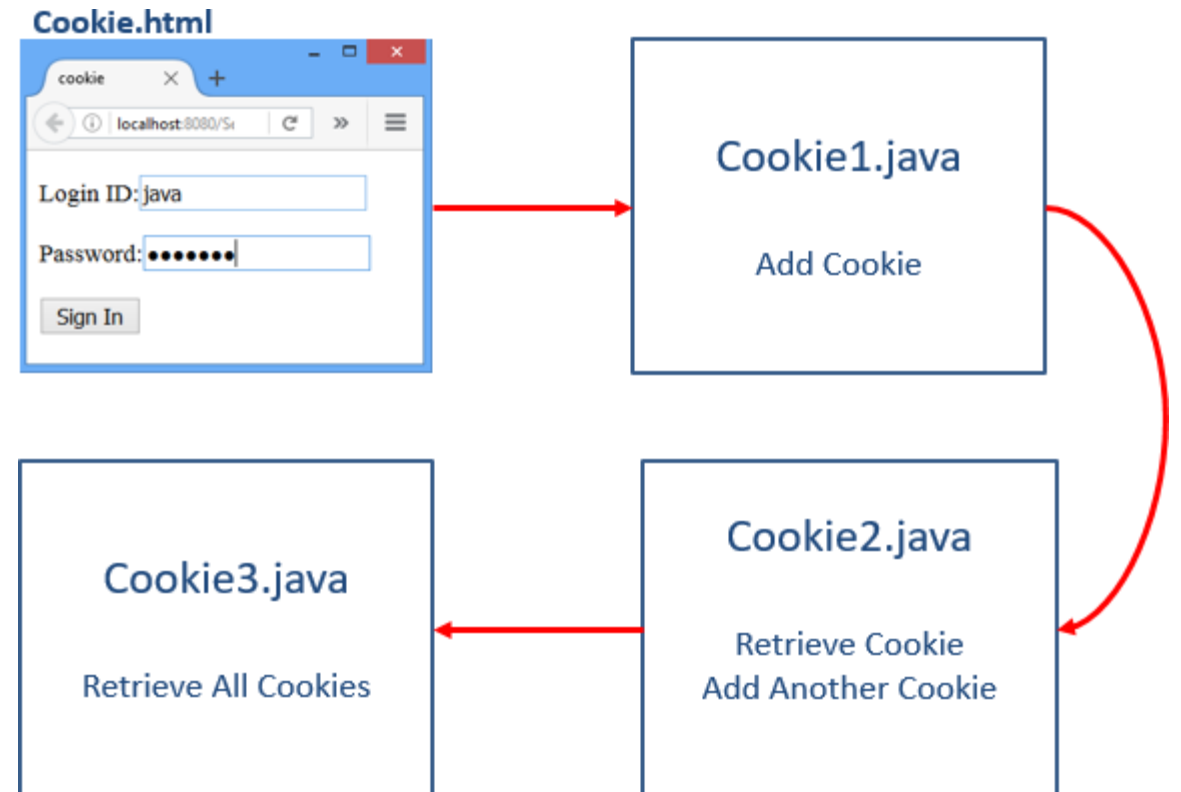 Cookie.html
cookie
localhost:8080/Se
Login ID: java
Password: •••••••
Sign In
Cookie1.java
Add Cookie
Cookie2.java
Retrieve Cookie
Add Another Cookie
Cookie3.java
Retrieve All Cookies